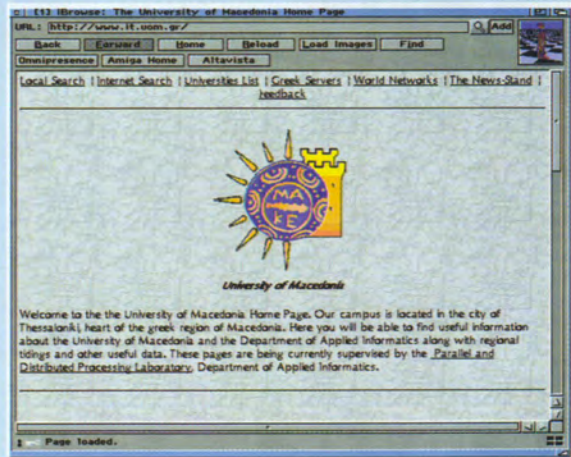 [1] IBrowse: The University of Macedonia Home Page
URL: http://www.it.uom.gr/ Add
Back Forward Home Reload Load Images Find
Omnipresence Amiga Home Altavista
Local Search | Internet Search | Universities List | Greek Servers | World Networks | The News-Stand |
Feedback
MA
KE
University of Macedonia
Welcome to the the University of Macedonia Home Page. Our campus is located in the city of
Thessaloniki, heart of the greek region of Macedonia. Here you will be able to find useful information
about the University of Macedonia and the Department of Applied Informatics along with regional
tidings and other useful data. These pages are being currently supervised by the Parallel and
Distributed Processing Laboratory, Department of Applied Informatics.
Page loaded.